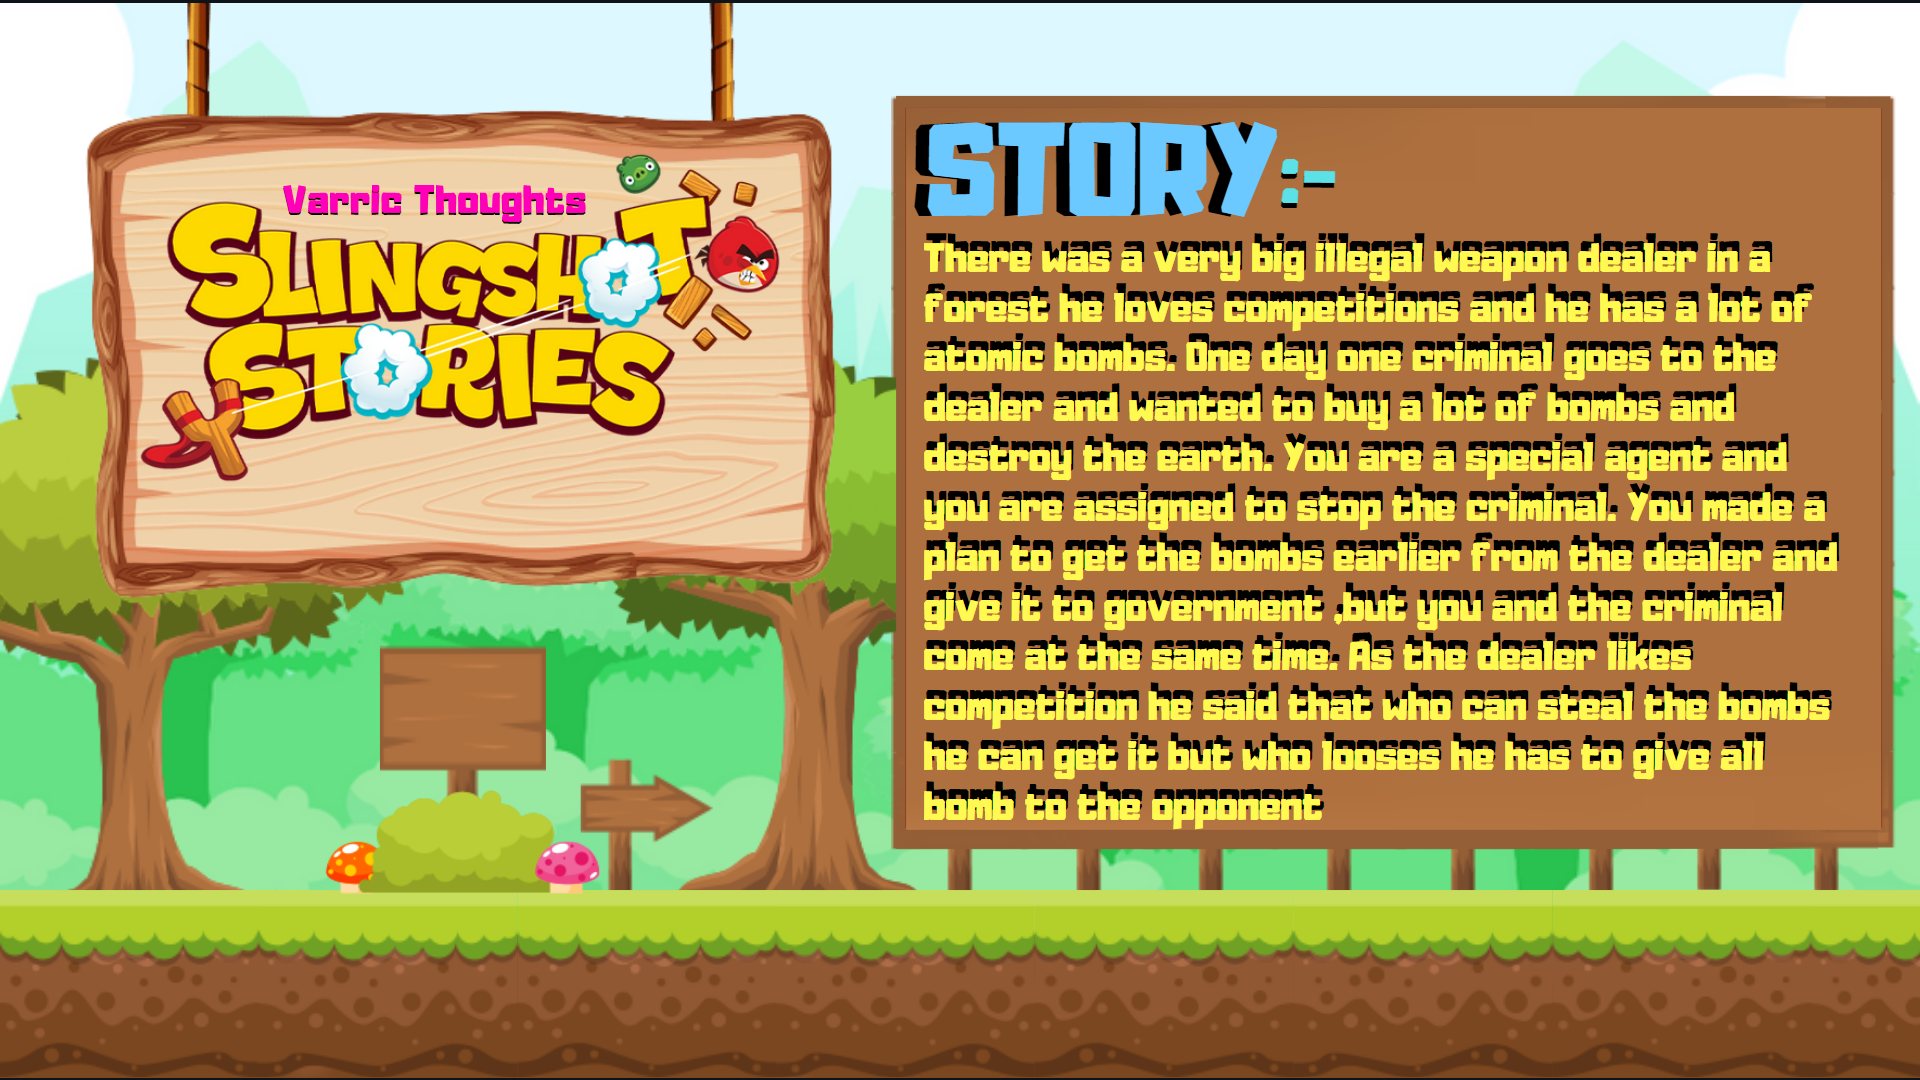 Varric Thoughts
SLINGSHOT
STORIES
STORY:-
There was a very big illegal weapon dealer in a
forest he loves competitions and he has a lot of
atomic bombs. One day one criminal goes to the
dealer and wanted to buy a lot of bombs and
destroy the earth. You are a special agent and
you are assigned to stop the criminal. You made a
plan to get the bombs earlier from the dealer and
give it to government ,but you and the criminal
come at the same time. As the dealer likes
competition he said that who can steal the bombs
he can get it but who looses he has to give all
bomb to the opponent